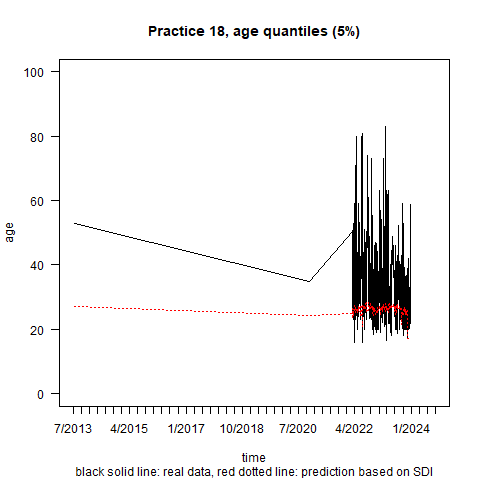 Practice 18, age quantiles (5%)
100
80
60
40
20
0
age
7/2013 4/2015 1/2017 10/2018 7/2020 4/2022 1/2024
time
black solid line: real data, red dotted line: prediction based on SDI